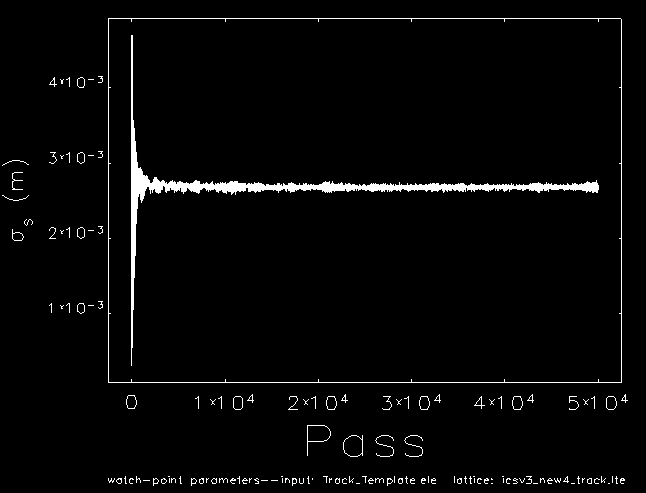 4×10⁻³
3×10⁻³
2×10⁻³
1×10⁻³
σs (m)
0 1×10⁴ 2×10⁴ 3×10⁴ 4×10⁴ 5×10⁴
Pass
watch-point parameters--input: Track_Template.ele lattice: icsv3_new4_track.lte